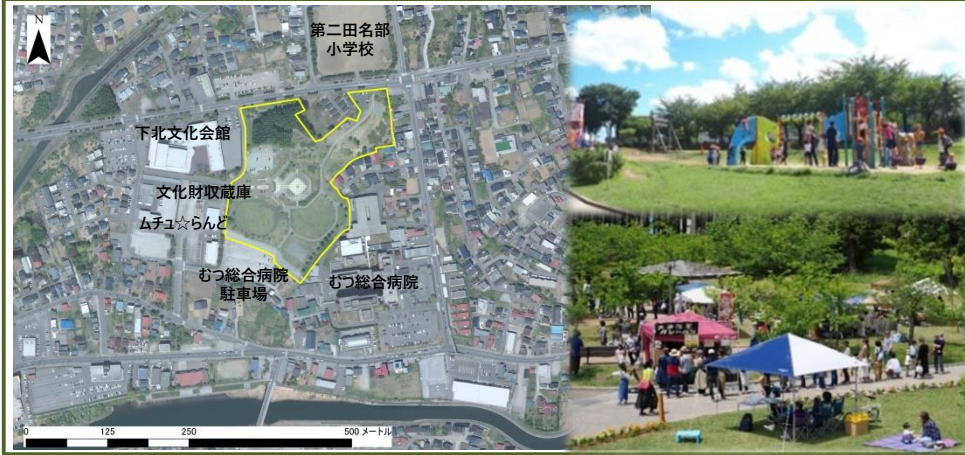 N
第二田名部
小学校
下北文化会館
文化財収蔵庫
ムチュ☆らんど
むつ総合病院
駐車場
むつ総合病院
0 125 250 500 メートル